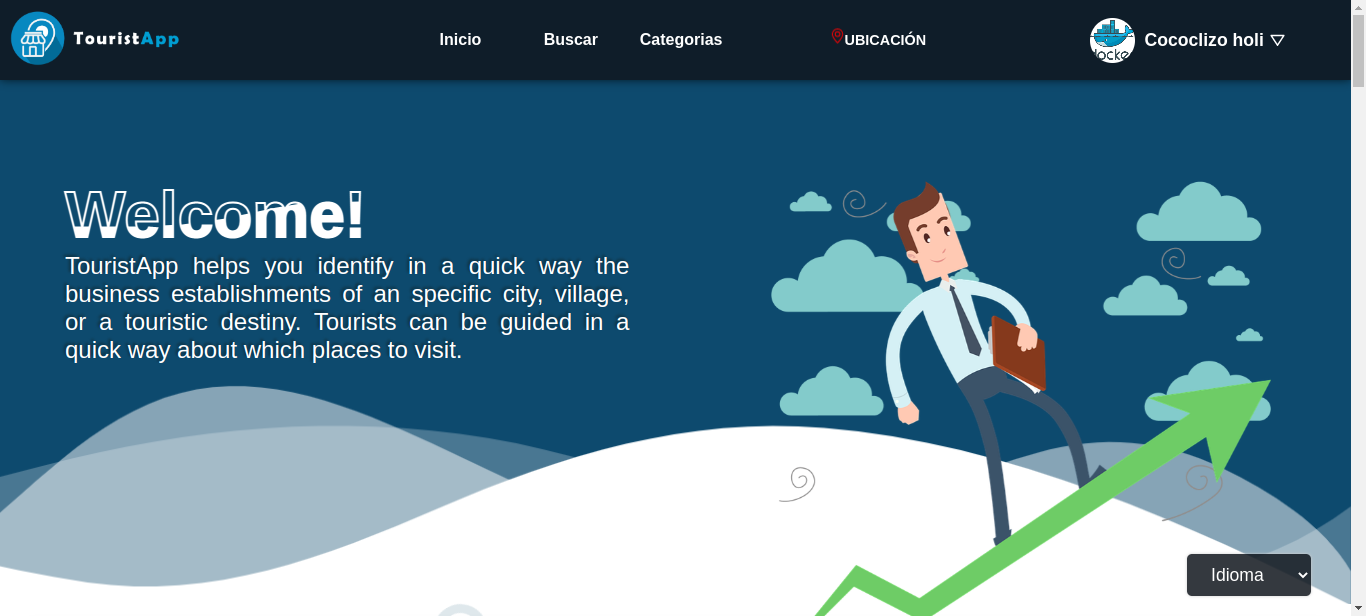 TouristApp
Inicio
Buscar
Categorias
UBICACIÓN
Cococlizo holi
Welcome!
TouristApp helps you identify in a quick way the
business establishments of an specific city, village,
or a touristic destiny. Tourists can be guided in a
quick way about which places to visit.
Idioma